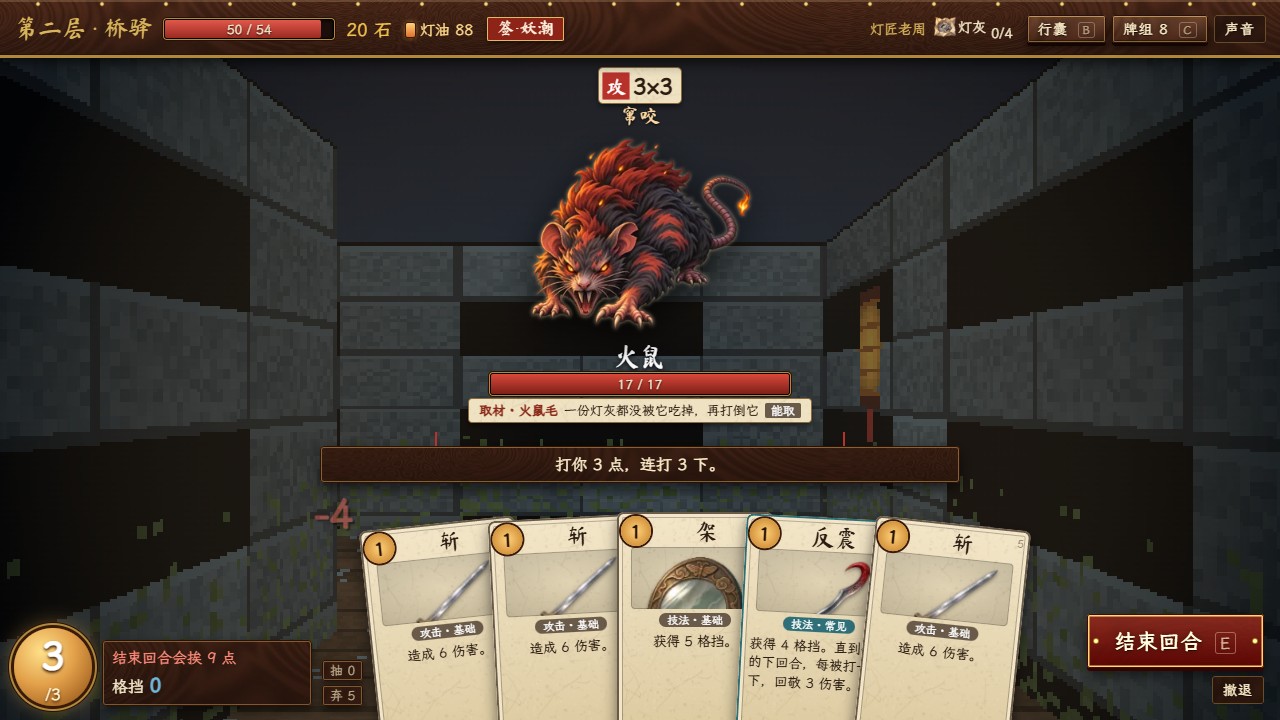 第二层·桥驿
50 / 54
20 石
灯油 88
签·妖潮
灯匠老周
灯灰 0/4
行囊 B
牌组 8 C
声音
攻 3×3
窜咬
火鼠
17 / 17
取材·火鼠毛 一份灯灰都没被它吃掉，再打倒它 能取
打你 3 点，连打 3 下。
-4
1 斩
攻击·基础
造成 6 伤害。
1 斩
攻击·基础
造成 6 伤害。
1 架
技法·基础
获得 5 格挡。
1 反震
技法·常见
获得 4 格挡。直到
的下回合，每被打
下，回敬 3 伤害。
1 斩 5
攻击·基础
造成 6 伤害。
3
/3
结束回合会挨 9 点
格挡 0
抽 0
弃 5
结束回合 E
撤退